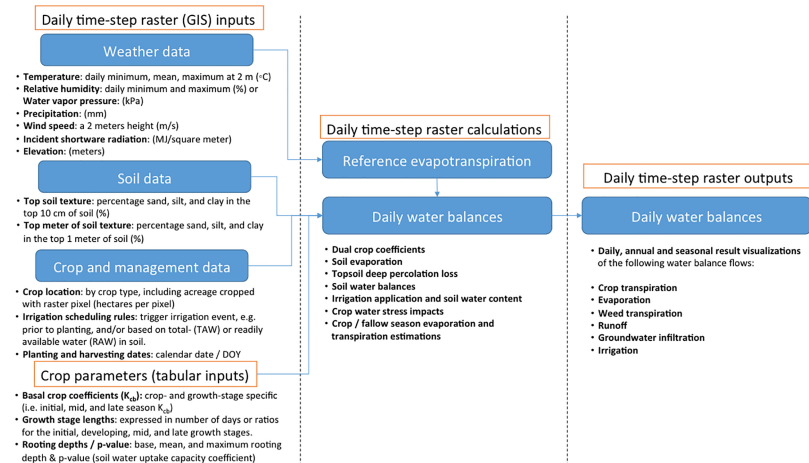 Daily time-step raster (GIS) inputs
Weather data
• Temperature: daily minimum, mean, maximum at 2 m (◦C)
• Relative humidity: daily minimum and maximum (%) or
Water vapor pressure: (kPa)
• Precipitation: (mm)
• Wind speed: a 2 meters height (m/s)
• Incident shortware radiation: (MJ/square meter)
• Elevation: (meters)
Soil data
• Top soil texture: percentage sand, silt, and clay in the
top 10 cm of soil (%)
• Top meter of soil texture: percentage sand, silt, and clay
in the top 1 meter of soil (%)
Crop and management data
• Crop location: by crop type, including acreage cropped
with raster pixel (hectares per pixel)
• Irrigation scheduling rules: trigger irrigation event, e.g.
prior to planting, and/or based on total- (TAW) or readily
available water (RAW) in soil.
• Planting and harvesting dates: calendar date / DOY
Crop parameters (tabular inputs)
• Basal crop coefficients (Kcb): crop- and growth-stage specific
(i.e. initial, mid, and late season Kcb)
• Growth stage lengths: expressed in number of days or ratios
for the initial, developing, mid, and late growth stages.
• Rooting depths / p-value: base, mean, and maximum rooting
depth & p-value (soil water uptake capacity coefficient)
Daily time-step raster calculations
Reference evapotranspiration
Daily water balances
• Dual crop coefficients
• Soil evaporation
• Topsoil deep percolation loss
• Soil water balances
• Irrigation application and soil water content
• Crop water stress impacts
• Crop / fallow season evaporation and
transpiration estimations
Daily time-step raster outputs
Daily water balances
• Daily, annual and seasonal result visualizations
of the following water balance flows:
• Crop transpiration
• Evaporation
• Weed transpiration
• Runoff
• Groundwater infiltration
• Irrigation